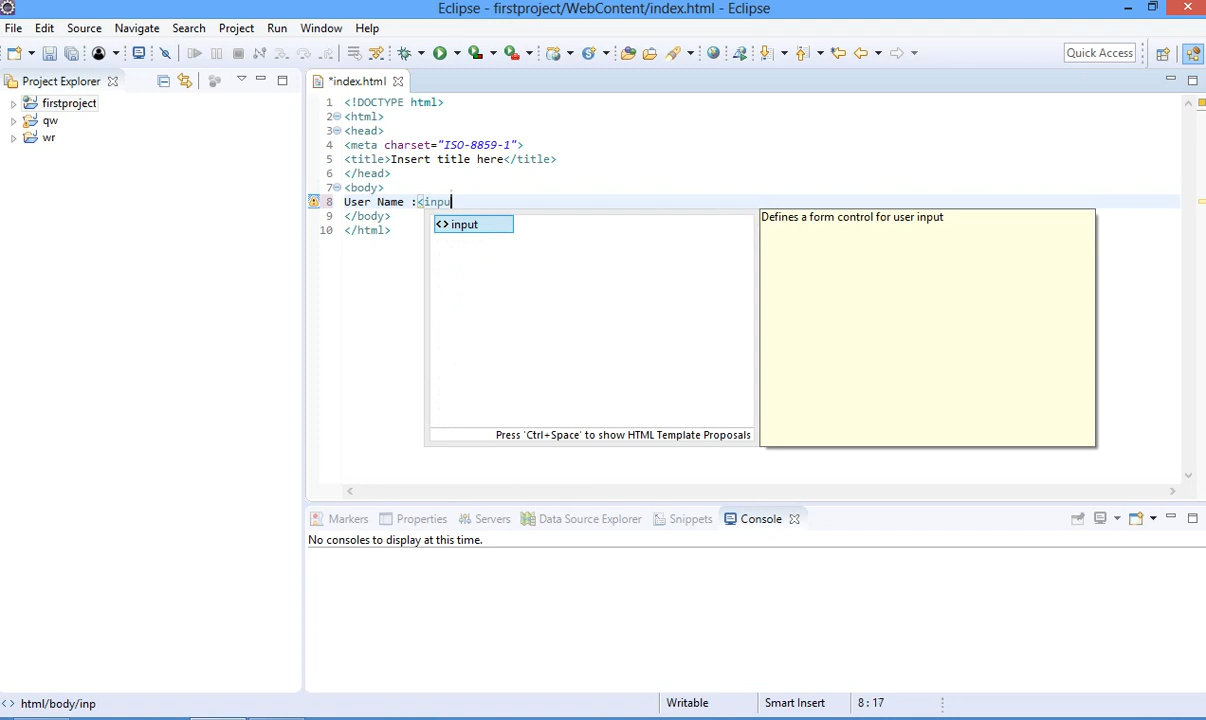 Eclipse - firstproject/WebContent/index.html - Eclipse
File Edit Source Navigate Search Project Run Window Help
Quick Access
Project Explorer
firstproject
qw
wr
*index.html
1 <!DOCTYPE html>
2 <html>
3 <head>
4 <meta charset="ISO-8859-1">
5 <title>Insert title here</title>
6 </head>
7 <body>
8 User Name :<inpu
9 </body>
10 </html>
<> input
Defines a form control for user input
Press 'Ctrl+Space' to show HTML Template Proposals
Markers Properties Servers Data Source Explorer Snippets Console
No consoles to display at this time.
<> html/body/inp Writable Smart Insert 8 : 17